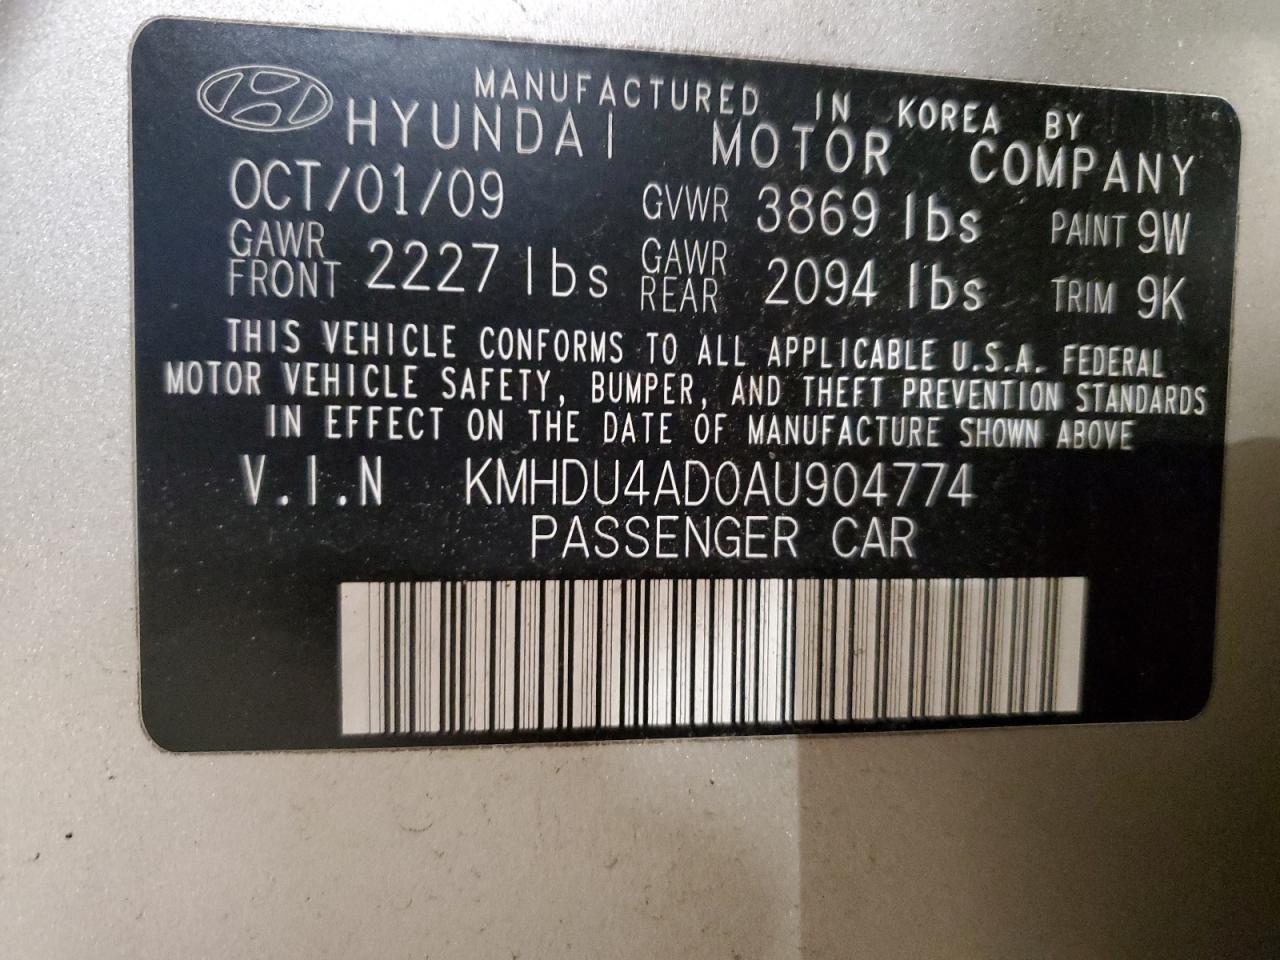 MANUFACTURED IN KOREA BY
HYUNDAI MOTOR COMPANY
OCT/01/09 GVWR 3869 lbs PAINT 9W
GAWR FRONT 2227 lbs GAWR REAR 2094 lbs TRIM 9K
THIS VEHICLE CONFORMS TO ALL APPLICABLE U.S.A. FEDERAL
MOTOR VEHICLE SAFETY, BUMPER, AND THEFT PREVENTION STANDARDS
IN EFFECT ON THE DATE OF MANUFACTURE SHOWN ABOVE
V.I.N KMHDU4AD0AU904774
PASSENGER CAR